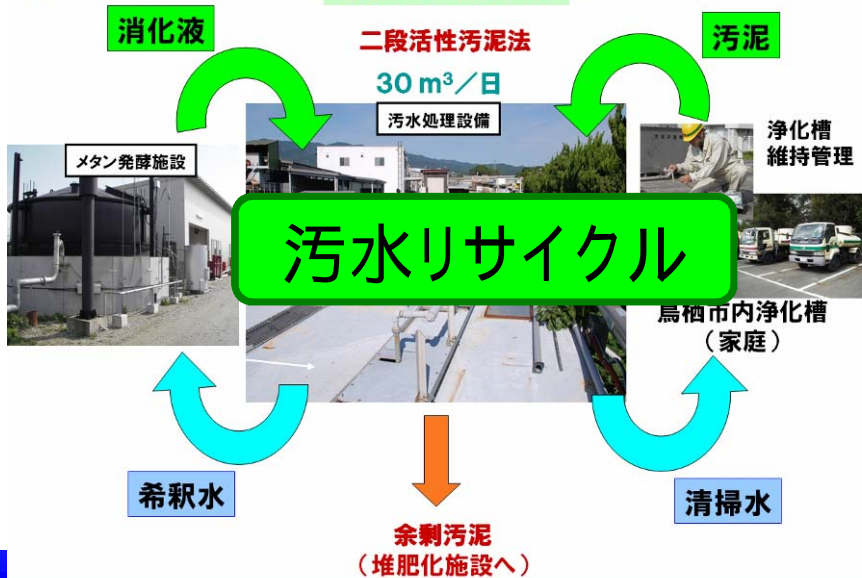 消化液
二段活性汚泥法
汚泥
30 m³／日
汚水処理設備
浄化槽
維持管理
メタン発酵施設
汚水リサイクル
鳥栖市内浄化槽
（家庭）
希釈水
清掃水
余剰汚泥
（堆肥化施設へ）